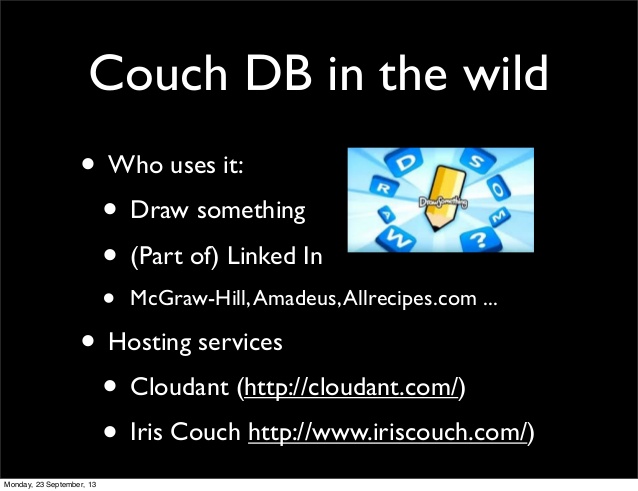 Couch DB in the wild
• Who uses it:
• Draw something
• (Part of) Linked In
• McGraw-Hill, Amadeus, Allrecipes.com ...
• Hosting services
• Cloudant (http://cloudant.com/)
• Iris Couch http://www.iriscouch.com/)
D S
R O
DrawSomething
A M
W ?
Monday, 23 September, 13